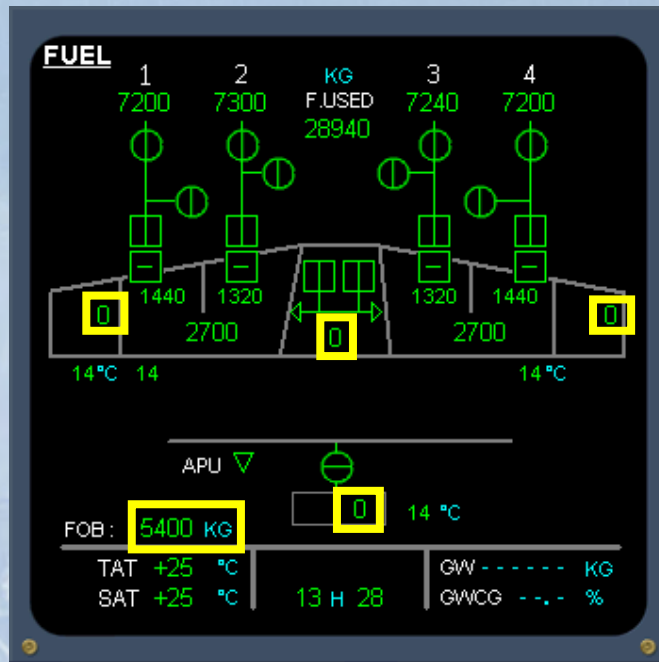 FUEL
1 2 KG 3 4
7200 7300 F.USED 7240 7200
28940
1440 1320 1320 1440
0 0
2700 0 2700
14°C 14 14°C
APU
0 14 °C
FOB: 5400 KG
TAT +25 °C GW ------ KG
SAT +25 °C 13 H 28 GWCG --.- %